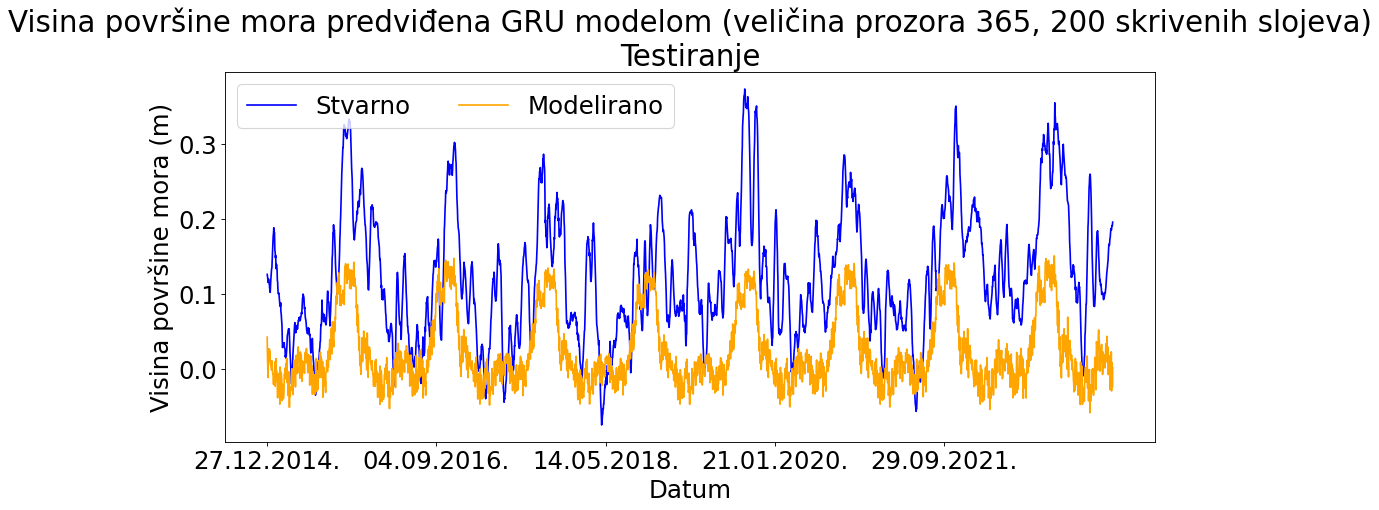 Visina površine mora predviđena GRU modelom (veličina prozora 365, 200 skrivenih slojeva)
Testiranje
Stvarno
Modelirano
Visina površine mora (m)
0.3
0.2
0.1
0.0
27.12.2014.
04.09.2016.
14.05.2018.
21.01.2020.
29.09.2021.
Datum